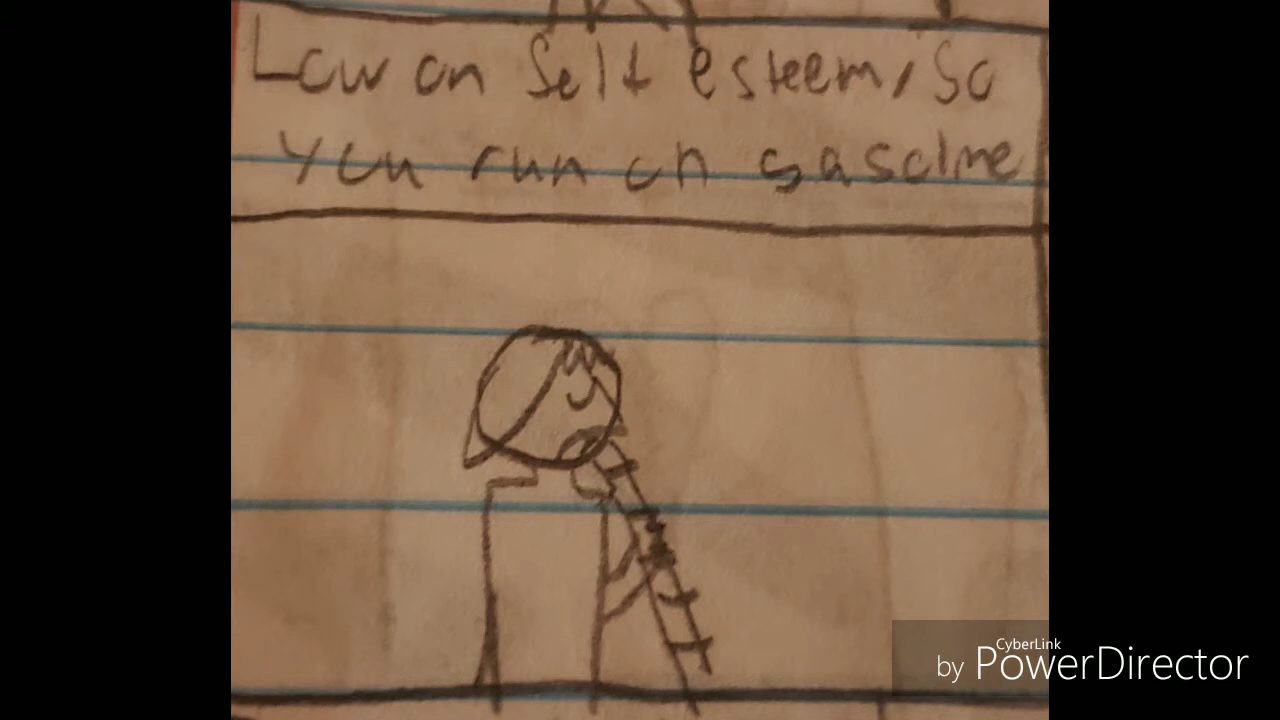 Low on Self esteem, So
you run on gasoline
CyberLink
by PowerDirector